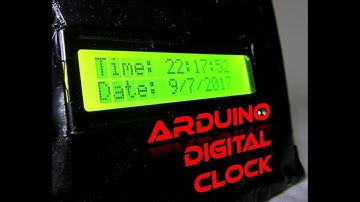 Time: 22:17:52
Date: 9/7/2017
ARDUINO
DIGITAL
CLOCK